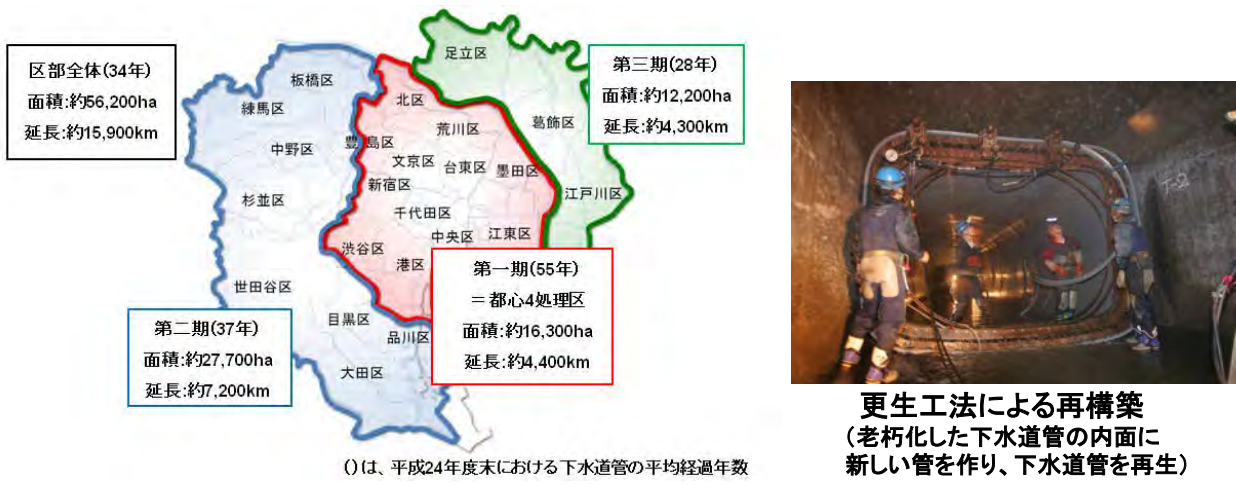 区部全体(34年)
面積:約56,200ha
延長:約15,900km
板橋区
練馬区
中野区
杉並区
世田谷区
目黒区
品川区
大田区
豊島区
北区
荒川区
文京区
台東区
墨田区
新宿区
千代田区
中央区
江東区
渋谷区
港区
足立区
葛飾区
江戸川区
第三期(28年)
面積:約12,200ha
延長:約4,300km
第一期(55年)
＝都心4処理区
面積:約16,300ha
延長:約4,400km
第二期(37年)
面積:約27,700ha
延長:約7,200km
()は、平成24年度末における下水道管の平均経過年数
更生工法による再構築
(老朽化した下水道管の内面に
新しい管を作り、下水道管を再生)